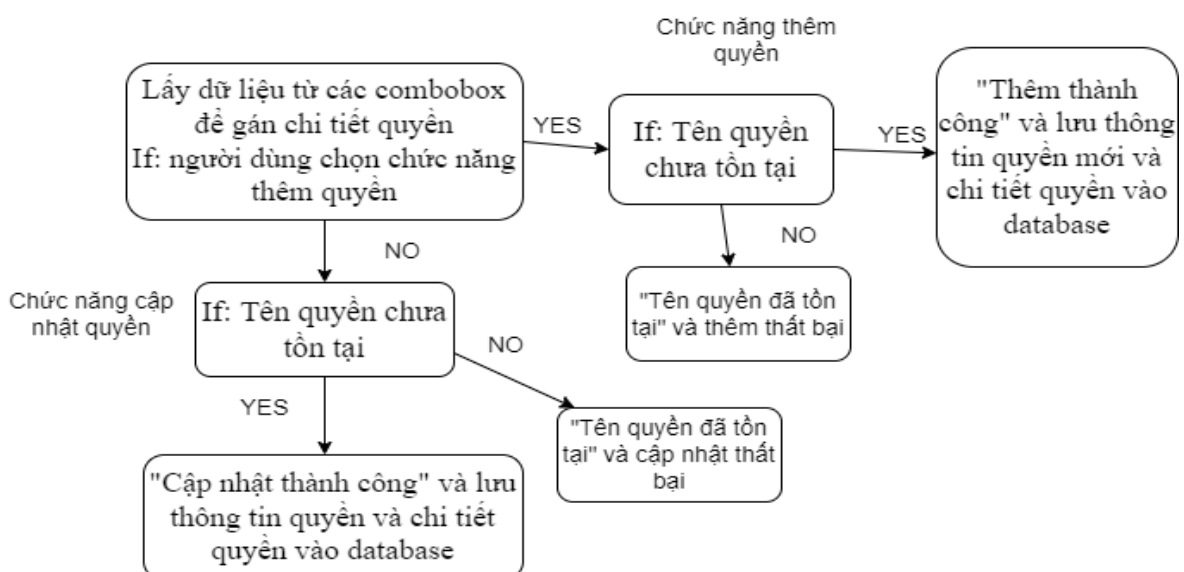 Chức năng thêm
quyền
Lấy dữ liệu từ các combobox
để gán chi tiết quyền
If: người dùng chọn chức năng
thêm quyền
YES
If: Tên quyền
chưa tồn tại
YES
"Thêm thành
công" và lưu thông
tin quyền mới và
chi tiết quyền vào
database
NO
NO
"Tên quyền đã tồn
tại" và thêm thất bại
Chức năng cập
nhật quyền
If: Tên quyền chưa
tồn tại
NO
YES
"Tên quyền đã tồn
tại" và cập nhật thất
bại
"Cập nhật thành công" và lưu
thông tin quyền và chi tiết
quyền vào database